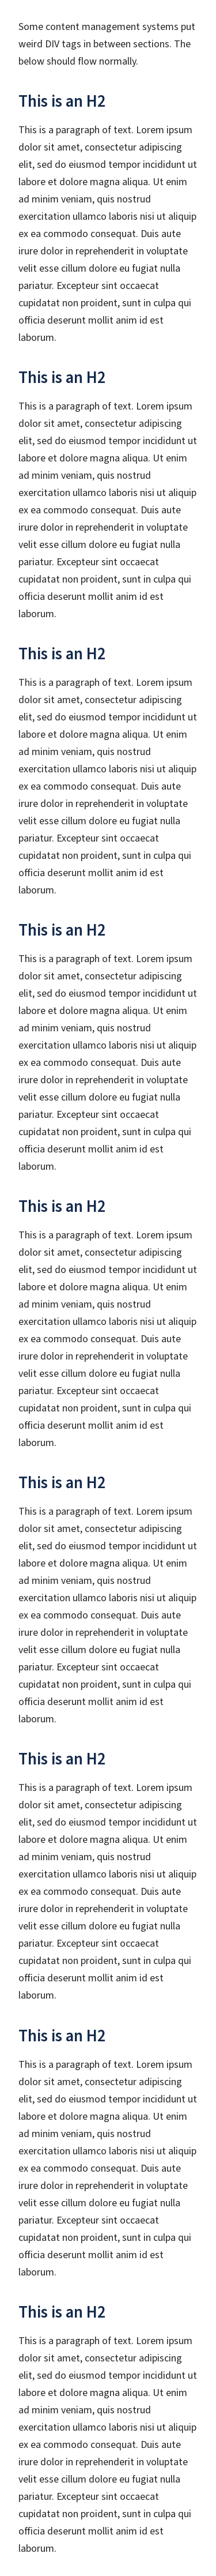 Some content management systems put
weird DIV tags in between sections. The
below should flow normally.
This is an H2
This is a paragraph of text. Lorem ipsum
dolor sit amet, consectetur adipiscing
elit, sed do eiusmod tempor incididunt ut
labore et dolore magna aliqua. Ut enim
ad minim veniam, quis nostrud
exercitation ullamco laboris nisi ut aliquip
ex ea commodo consequat. Duis aute
irure dolor in reprehenderit in voluptate
velit esse cillum dolore eu fugiat nulla
pariatur. Excepteur sint occaecat
cupidatat non proident, sunt in culpa qui
officia deserunt mollit anim id est
laborum.
This is an H2
This is a paragraph of text. Lorem ipsum
dolor sit amet, consectetur adipiscing
elit, sed do eiusmod tempor incididunt ut
labore et dolore magna aliqua. Ut enim
ad minim veniam, quis nostrud
exercitation ullamco laboris nisi ut aliquip
ex ea commodo consequat. Duis aute
irure dolor in reprehenderit in voluptate
velit esse cillum dolore eu fugiat nulla
pariatur. Excepteur sint occaecat
cupidatat non proident, sunt in culpa qui
officia deserunt mollit anim id est
laborum.
This is an H2
This is a paragraph of text. Lorem ipsum
dolor sit amet, consectetur adipiscing
elit, sed do eiusmod tempor incididunt ut
labore et dolore magna aliqua. Ut enim
ad minim veniam, quis nostrud
exercitation ullamco laboris nisi ut aliquip
ex ea commodo consequat. Duis aute
irure dolor in reprehenderit in voluptate
velit esse cillum dolore eu fugiat nulla
pariatur. Excepteur sint occaecat
cupidatat non proident, sunt in culpa qui
officia deserunt mollit anim id est
laborum.
This is an H2
This is a paragraph of text. Lorem ipsum
dolor sit amet, consectetur adipiscing
elit, sed do eiusmod tempor incididunt ut
labore et dolore magna aliqua. Ut enim
ad minim veniam, quis nostrud
exercitation ullamco laboris nisi ut aliquip
ex ea commodo consequat. Duis aute
irure dolor in reprehenderit in voluptate
velit esse cillum dolore eu fugiat nulla
pariatur. Excepteur sint occaecat
cupidatat non proident, sunt in culpa qui
officia deserunt mollit anim id est
laborum.
This is an H2
This is a paragraph of text. Lorem ipsum
dolor sit amet, consectetur adipiscing
elit, sed do eiusmod tempor incididunt ut
labore et dolore magna aliqua. Ut enim
ad minim veniam, quis nostrud
exercitation ullamco laboris nisi ut aliquip
ex ea commodo consequat. Duis aute
irure dolor in reprehenderit in voluptate
velit esse cillum dolore eu fugiat nulla
pariatur. Excepteur sint occaecat
cupidatat non proident, sunt in culpa qui
officia deserunt mollit anim id est
laborum.
This is an H2
This is a paragraph of text. Lorem ipsum
dolor sit amet, consectetur adipiscing
elit, sed do eiusmod tempor incididunt ut
labore et dolore magna aliqua. Ut enim
ad minim veniam, quis nostrud
exercitation ullamco laboris nisi ut aliquip
ex ea commodo consequat. Duis aute
irure dolor in reprehenderit in voluptate
velit esse cillum dolore eu fugiat nulla
pariatur. Excepteur sint occaecat
cupidatat non proident, sunt in culpa qui
officia deserunt mollit anim id est
laborum.
This is an H2
This is a paragraph of text. Lorem ipsum
dolor sit amet, consectetur adipiscing
elit, sed do eiusmod tempor incididunt ut
labore et dolore magna aliqua. Ut enim
ad minim veniam, quis nostrud
exercitation ullamco laboris nisi ut aliquip
ex ea commodo consequat. Duis aute
irure dolor in reprehenderit in voluptate
velit esse cillum dolore eu fugiat nulla
pariatur. Excepteur sint occaecat
cupidatat non proident, sunt in culpa qui
officia deserunt mollit anim id est
laborum.
This is an H2
This is a paragraph of text. Lorem ipsum
dolor sit amet, consectetur adipiscing
elit, sed do eiusmod tempor incididunt ut
labore et dolore magna aliqua. Ut enim
ad minim veniam, quis nostrud
exercitation ullamco laboris nisi ut aliquip
ex ea commodo consequat. Duis aute
irure dolor in reprehenderit in voluptate
velit esse cillum dolore eu fugiat nulla
pariatur. Excepteur sint occaecat
cupidatat non proident, sunt in culpa qui
officia deserunt mollit anim id est
laborum.
This is an H2
This is a paragraph of text. Lorem ipsum
dolor sit amet, consectetur adipiscing
elit, sed do eiusmod tempor incididunt ut
labore et dolore magna aliqua. Ut enim
ad minim veniam, quis nostrud
exercitation ullamco laboris nisi ut aliquip
ex ea commodo consequat. Duis aute
irure dolor in reprehenderit in voluptate
velit esse cillum dolore eu fugiat nulla
pariatur. Excepteur sint occaecat
cupidatat non proident, sunt in culpa qui
officia deserunt mollit anim id est
laborum.